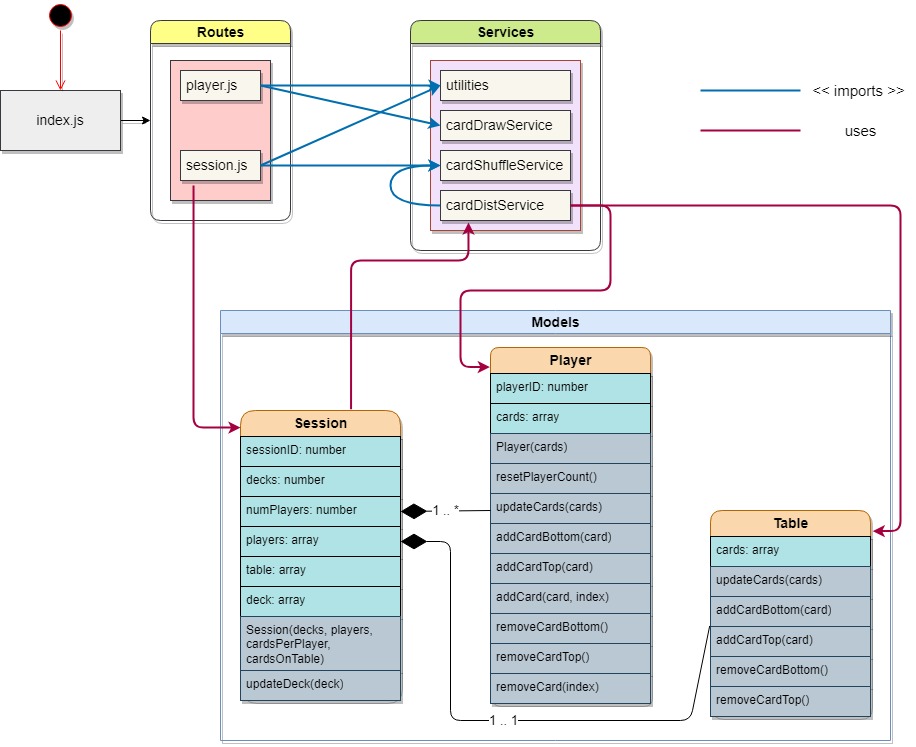 Routes
Services
player.js
utilities
<< imports >>
index.js
cardDrawService
uses
session.js
cardShuffleService
cardDistService
Models
Player
playerID: number
cards: array
Player(cards)
resetPlayerCount()
updateCards(cards)
addCardBottom(card)
addCardTop(card)
addCard(card, index)
removeCardBottom()
removeCardTop()
removeCard(index)
Session
sessionID: number
decks: number
numPlayers: number
players: array
table: array
deck: array
Session(decks, players,
cardsPerPlayer,
cardsOnTable)
updateDeck(deck)
1 .. *
1 .. 1
Table
cards: array
updateCards(cards)
addCardBottom(card)
addCardTop(card)
removeCardBottom()
removeCardTop()